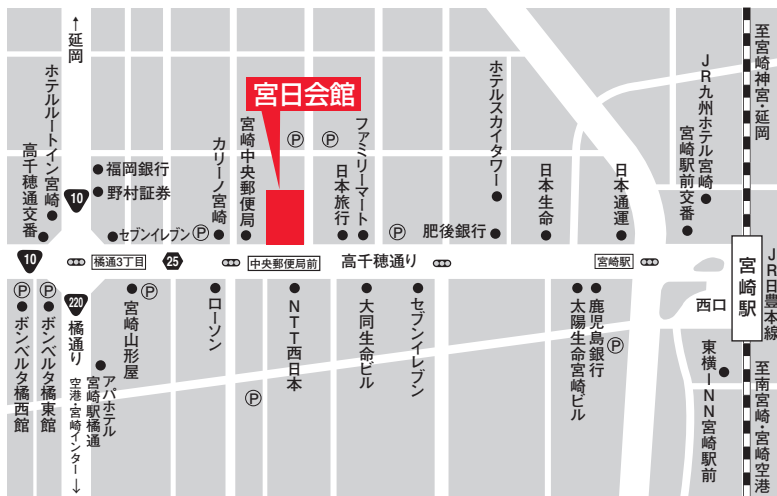 ↑延岡
ホテルルートイン宮崎
高千穂通交番
福岡銀行
野村証券
セブンイレブン
Ⓟ
カリーノ宮崎
宮崎中央郵便局
宮日会館
Ⓟ
Ⓟ
日本旅行
ファミリーマート
Ⓟ
肥後銀行
ホテルスカイタワー
日本生命
日本通運
宮崎駅前交番
JR九州ホテル宮崎
至宮崎神宮・延岡
10
10
橘通3丁目
25
中央郵便局前
高千穂通り
宮崎駅
宮崎駅
JR日豊本線
西口
220
橘通り
空港・宮崎インター→
Ⓟ
ボンベルタ橘西館
Ⓟ
ボンベルタ橘東館
アパホテル
宮崎駅橘通
宮崎山形屋
Ⓟ
ローソン
Ⓟ
NTT西日本
大同生命ビル
セブンイレブン
太陽生命宮崎ビル
鹿児島銀行
Ⓟ
東横INN宮崎駅前
至南宮崎・宮崎空港